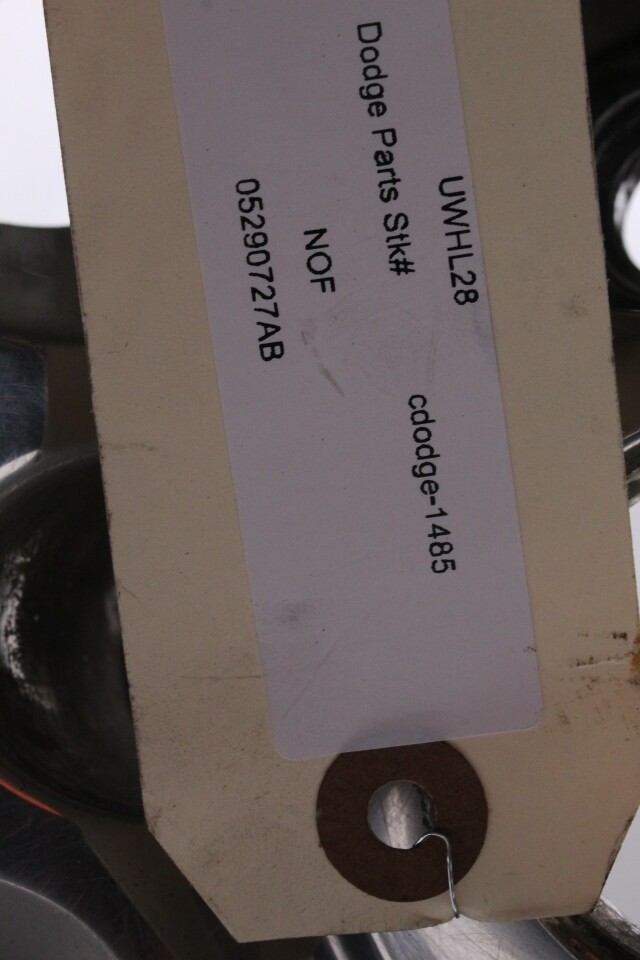 UWHL28
Dodge Parts Stk# cdodge-1485
NOF
05290727AB